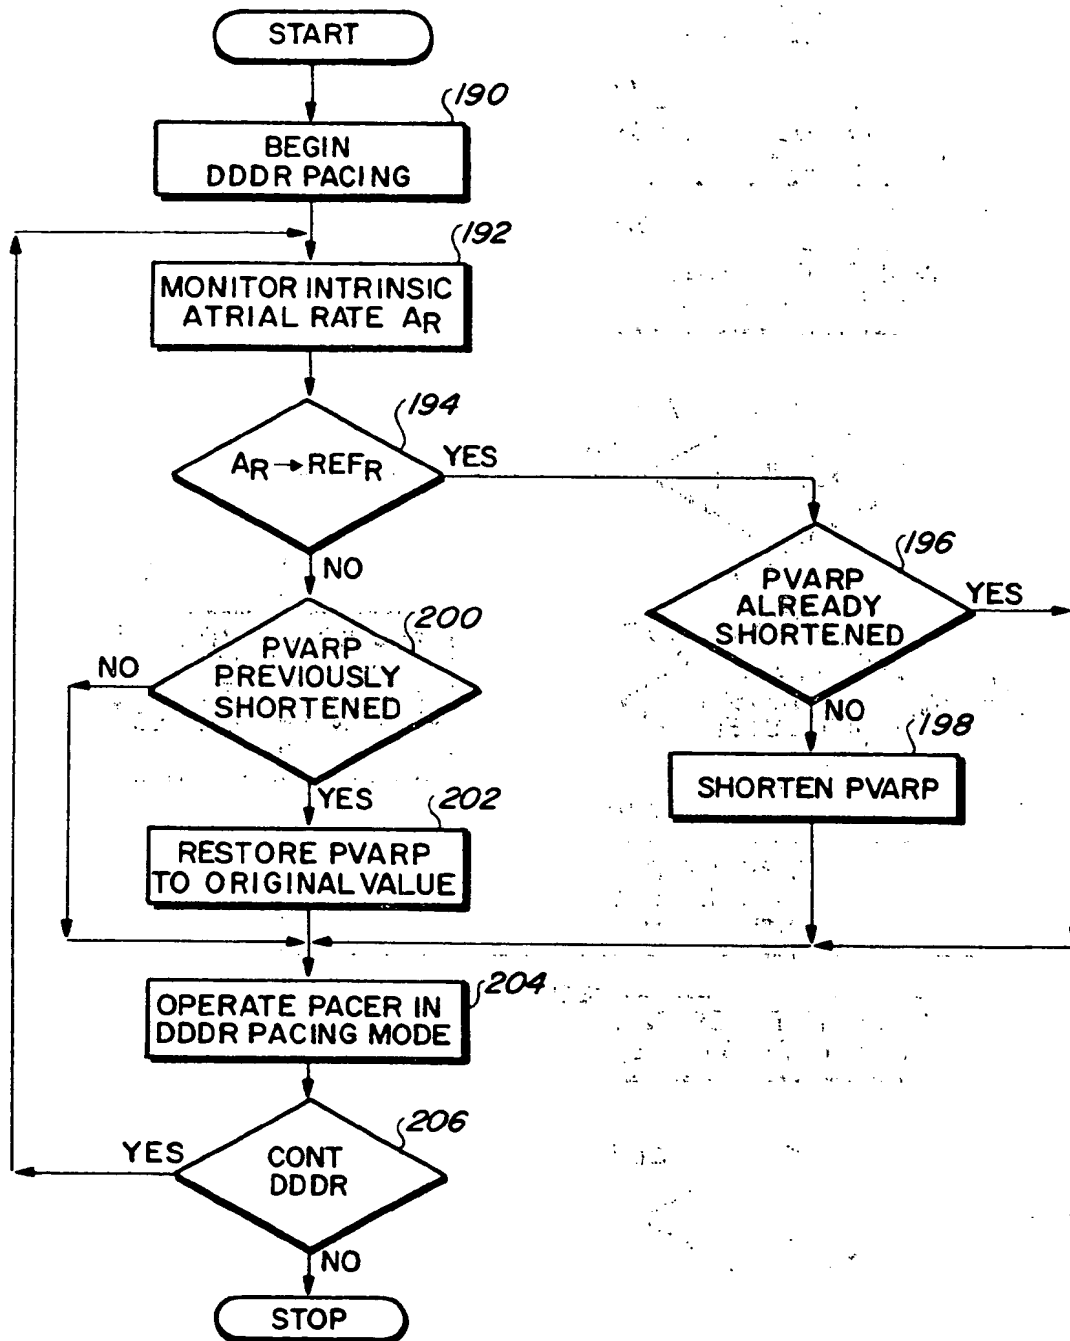 START
190
BEGIN
DDDR PACING
192
MONITOR INTRINSIC
ATRIAL RATE AR
194
AR→REFR
YES
NO
196
PVARP
ALREADY
SHORTENED
YES
NO
198
SHORTEN PVARP
200
PVARP
PREVIOUSLY
SHORTENED
NO
YES
202
RESTORE PVARP
TO ORIGINAL VALUE
204
OPERATE PACER IN
DDDR PACING MODE
206
CONT
DDDR
YES
NO
STOP